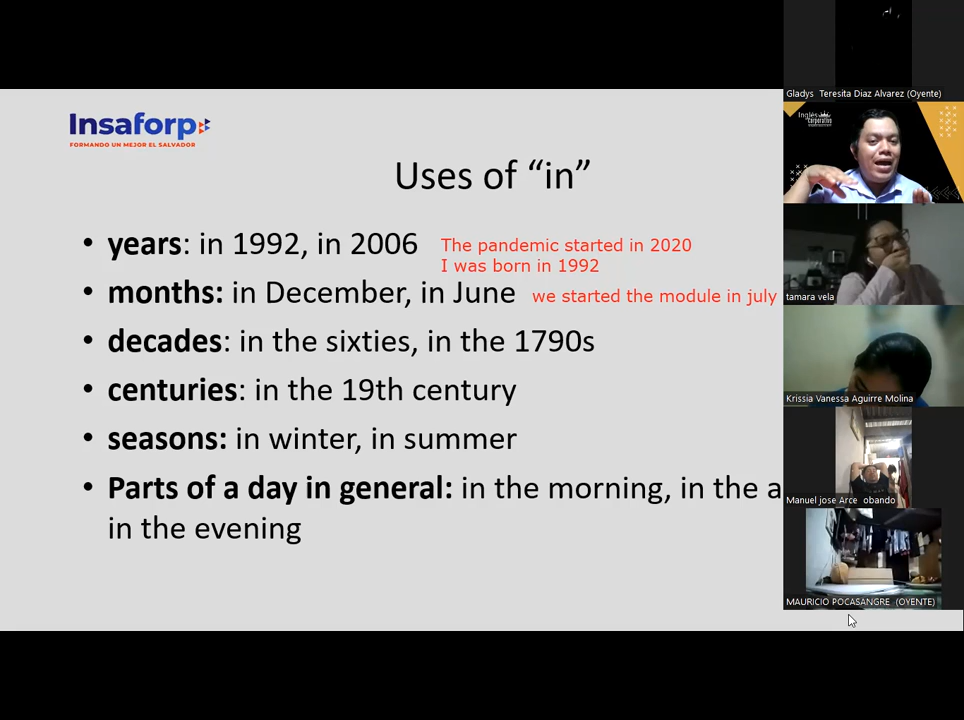 Insaforp
FORMANDO UN MEJOR EL SALVADOR
Uses of “in”
• years: in 1992, in 2006
The pandemic started in 2020
I was born in 1992
• months: in December, in June
we started the module in july
• decades: in the sixties, in the 1790s
• centuries: in the 19th century
• seasons: in winter, in summer
• Parts of a day in general: in the morning, in the a
in the evening
Gladys Teresita Diaz Alvarez (Oyente)
Inglés
corporativo
tamara vela
Krissia Vanessa Aguirre Molina
Manuel jose Arce obando
MAURICIO POCASANGRE (OYENTE)